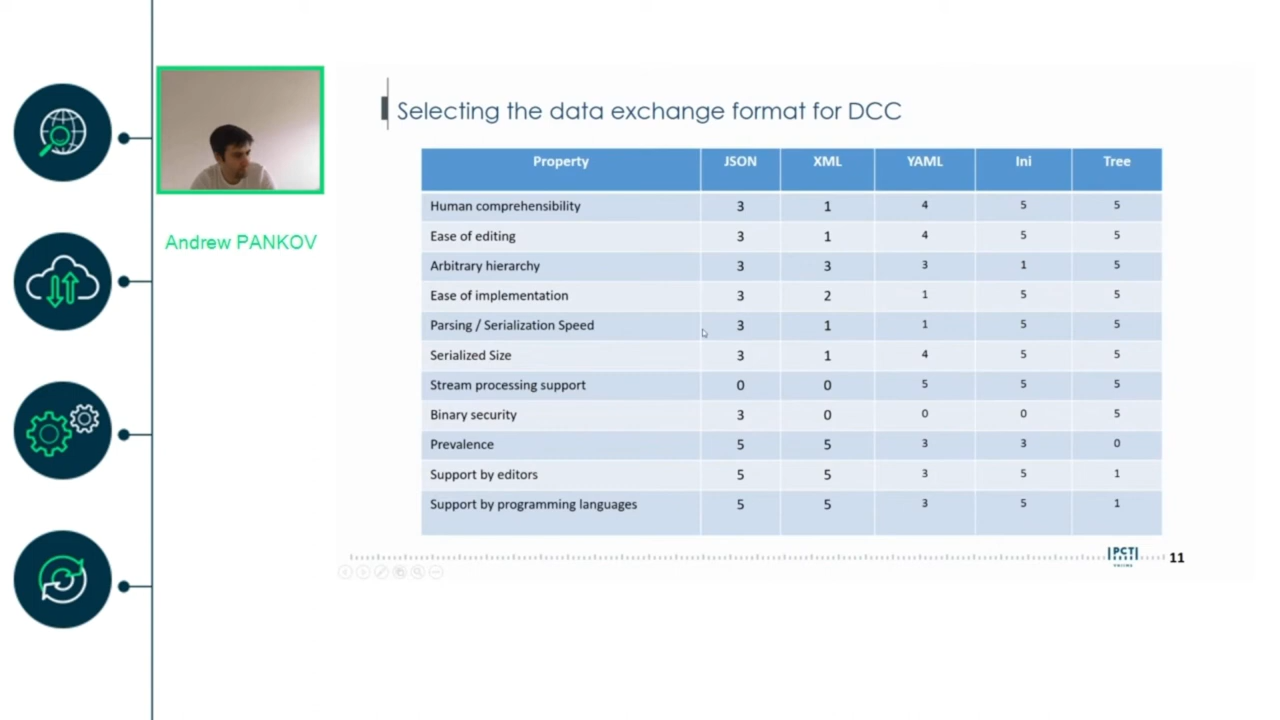 Selecting the data exchange format for DCC
Property JSON XML YAML Ini Tree
Human comprehensibility 3 1 4 5 5
Ease of editing 3 1 4 5 5
Arbitrary hierarchy 3 3 3 1 5
Ease of implementation 3 2 1 5 5
Parsing / Serialization Speed 3 1 1 5 5
Serialized Size 3 1 4 5 5
Stream processing support 0 0 5 5 5
Binary security 3 0 0 0 5
Prevalence 5 5 3 3 0
Support by editors 5 5 3 5 1
Support by programming languages 5 5 3 5 1
Andrew PANKOV
PCT
11